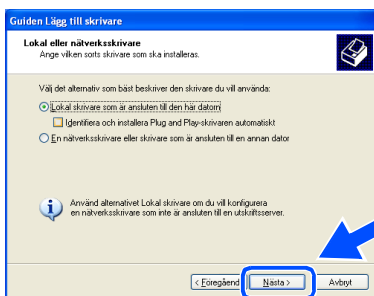 Guiden Lägg till skrivare
Lokal eller nätverksskrivare
Ange vilken sorts skrivare som ska installeras.
Välj det alternativ som bäst beskriver den skrivare du vill använda:
Lokal skrivare som är ansluten till den här datorn
Identifiera och installera Plug and Play-skrivaren automatiskt
En nätverksskrivare eller skrivare som är ansluten till en annan dator
Använd alternativet Lokal skrivare om du vill konfigurera
en nätverksskrivare som inte är ansluten till en utskriftsserver.
< Föregående
Nästa >
Avbryt